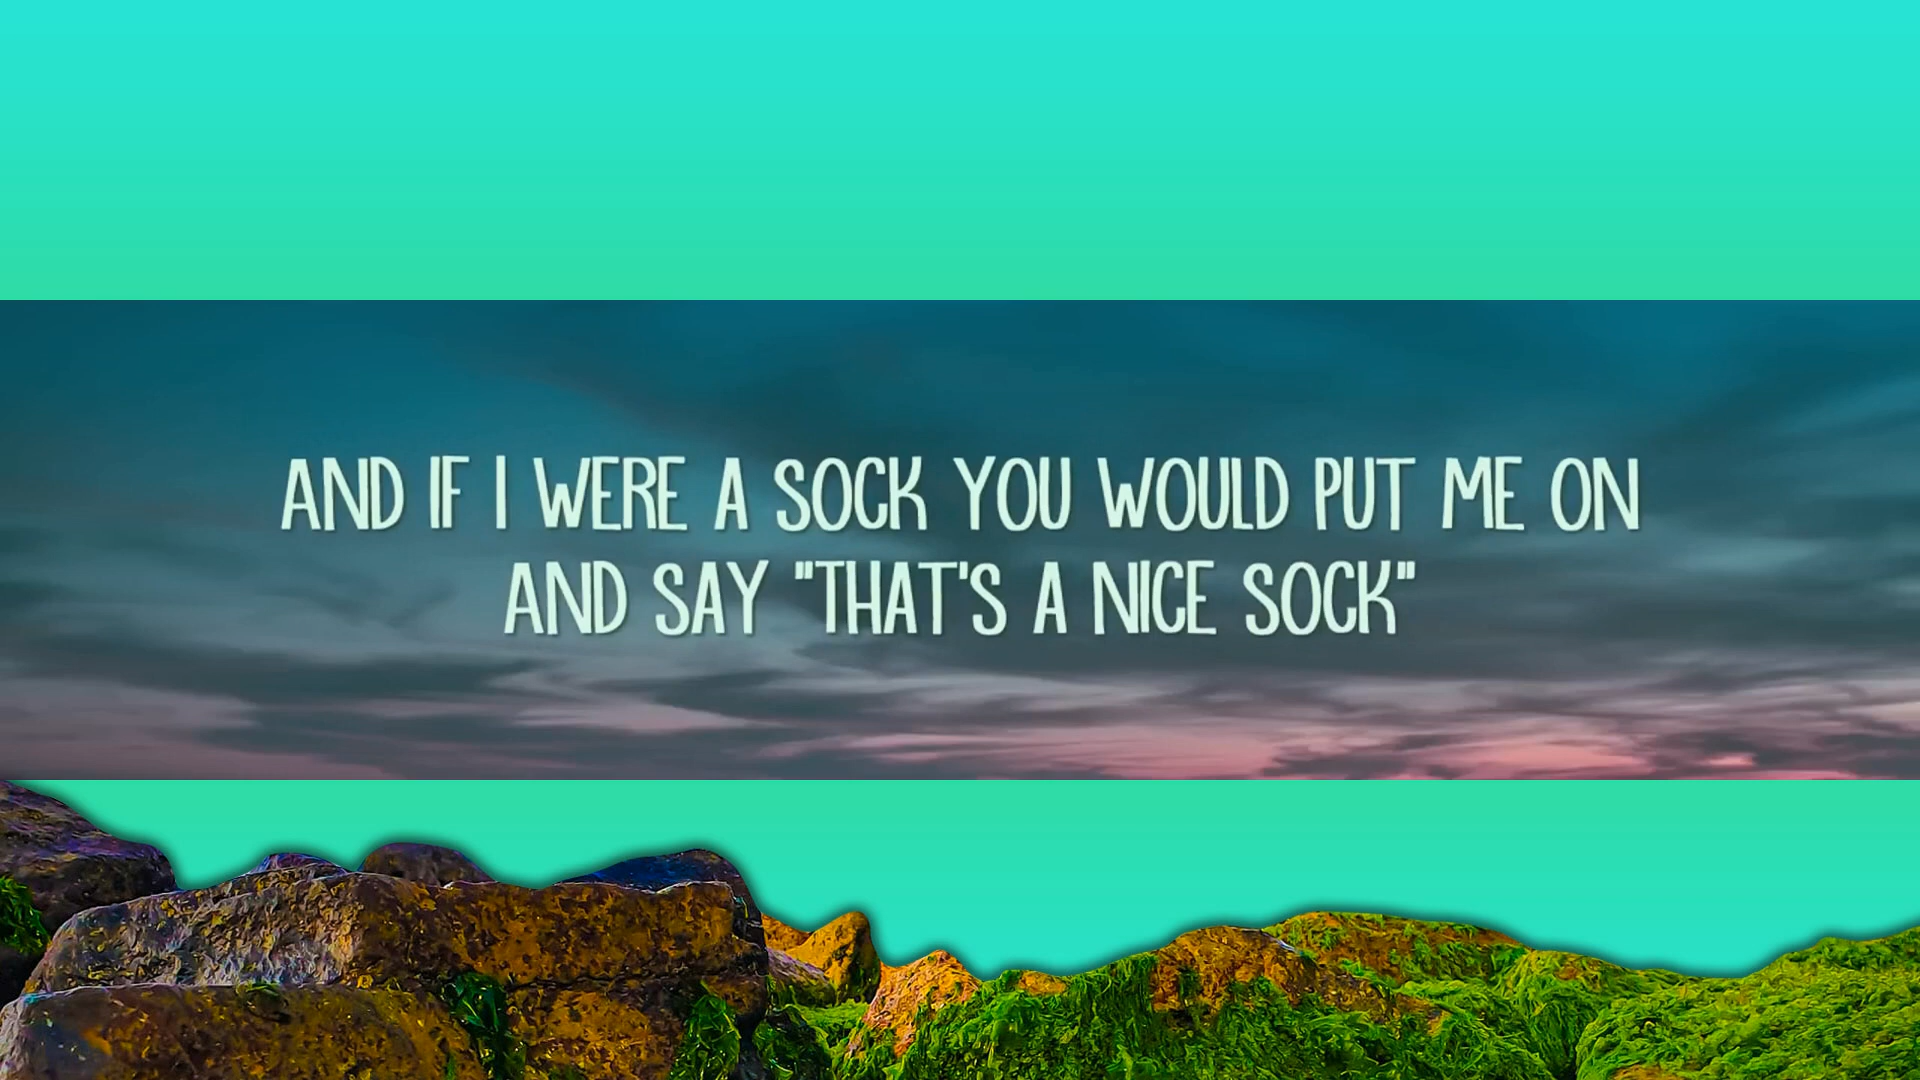 AND IF I WERE A SOCK YOU WOULD PUT ME ON
AND SAY "THAT'S A NICE SOCK"